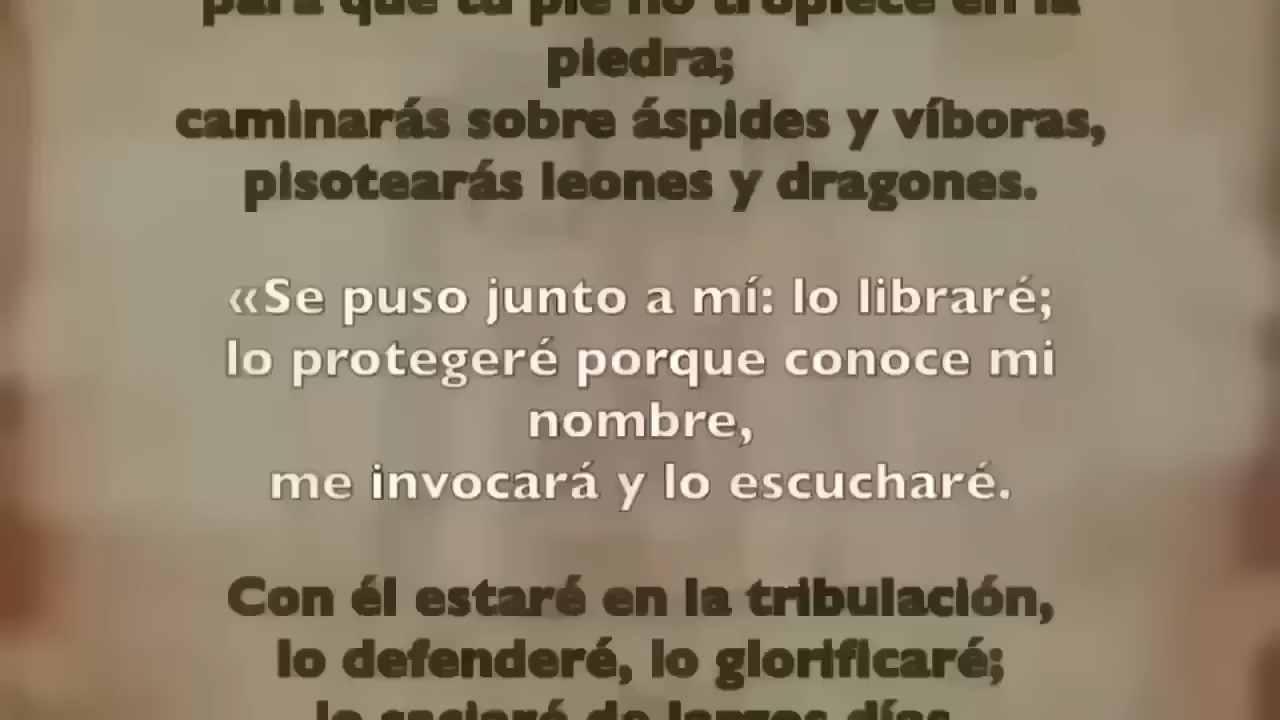 para que tu pie no tropiece en la
piedra;
caminarás sobre áspides y víboras,
pisotearás leones y dragones.
«Se puso junto a mí: lo libraré;
lo protegeré porque conoce mi
nombre,
me invocará y lo escucharé.
Con él estaré en la tribulación,
lo defenderé, lo glorificaré;
lo saciaré de largos días